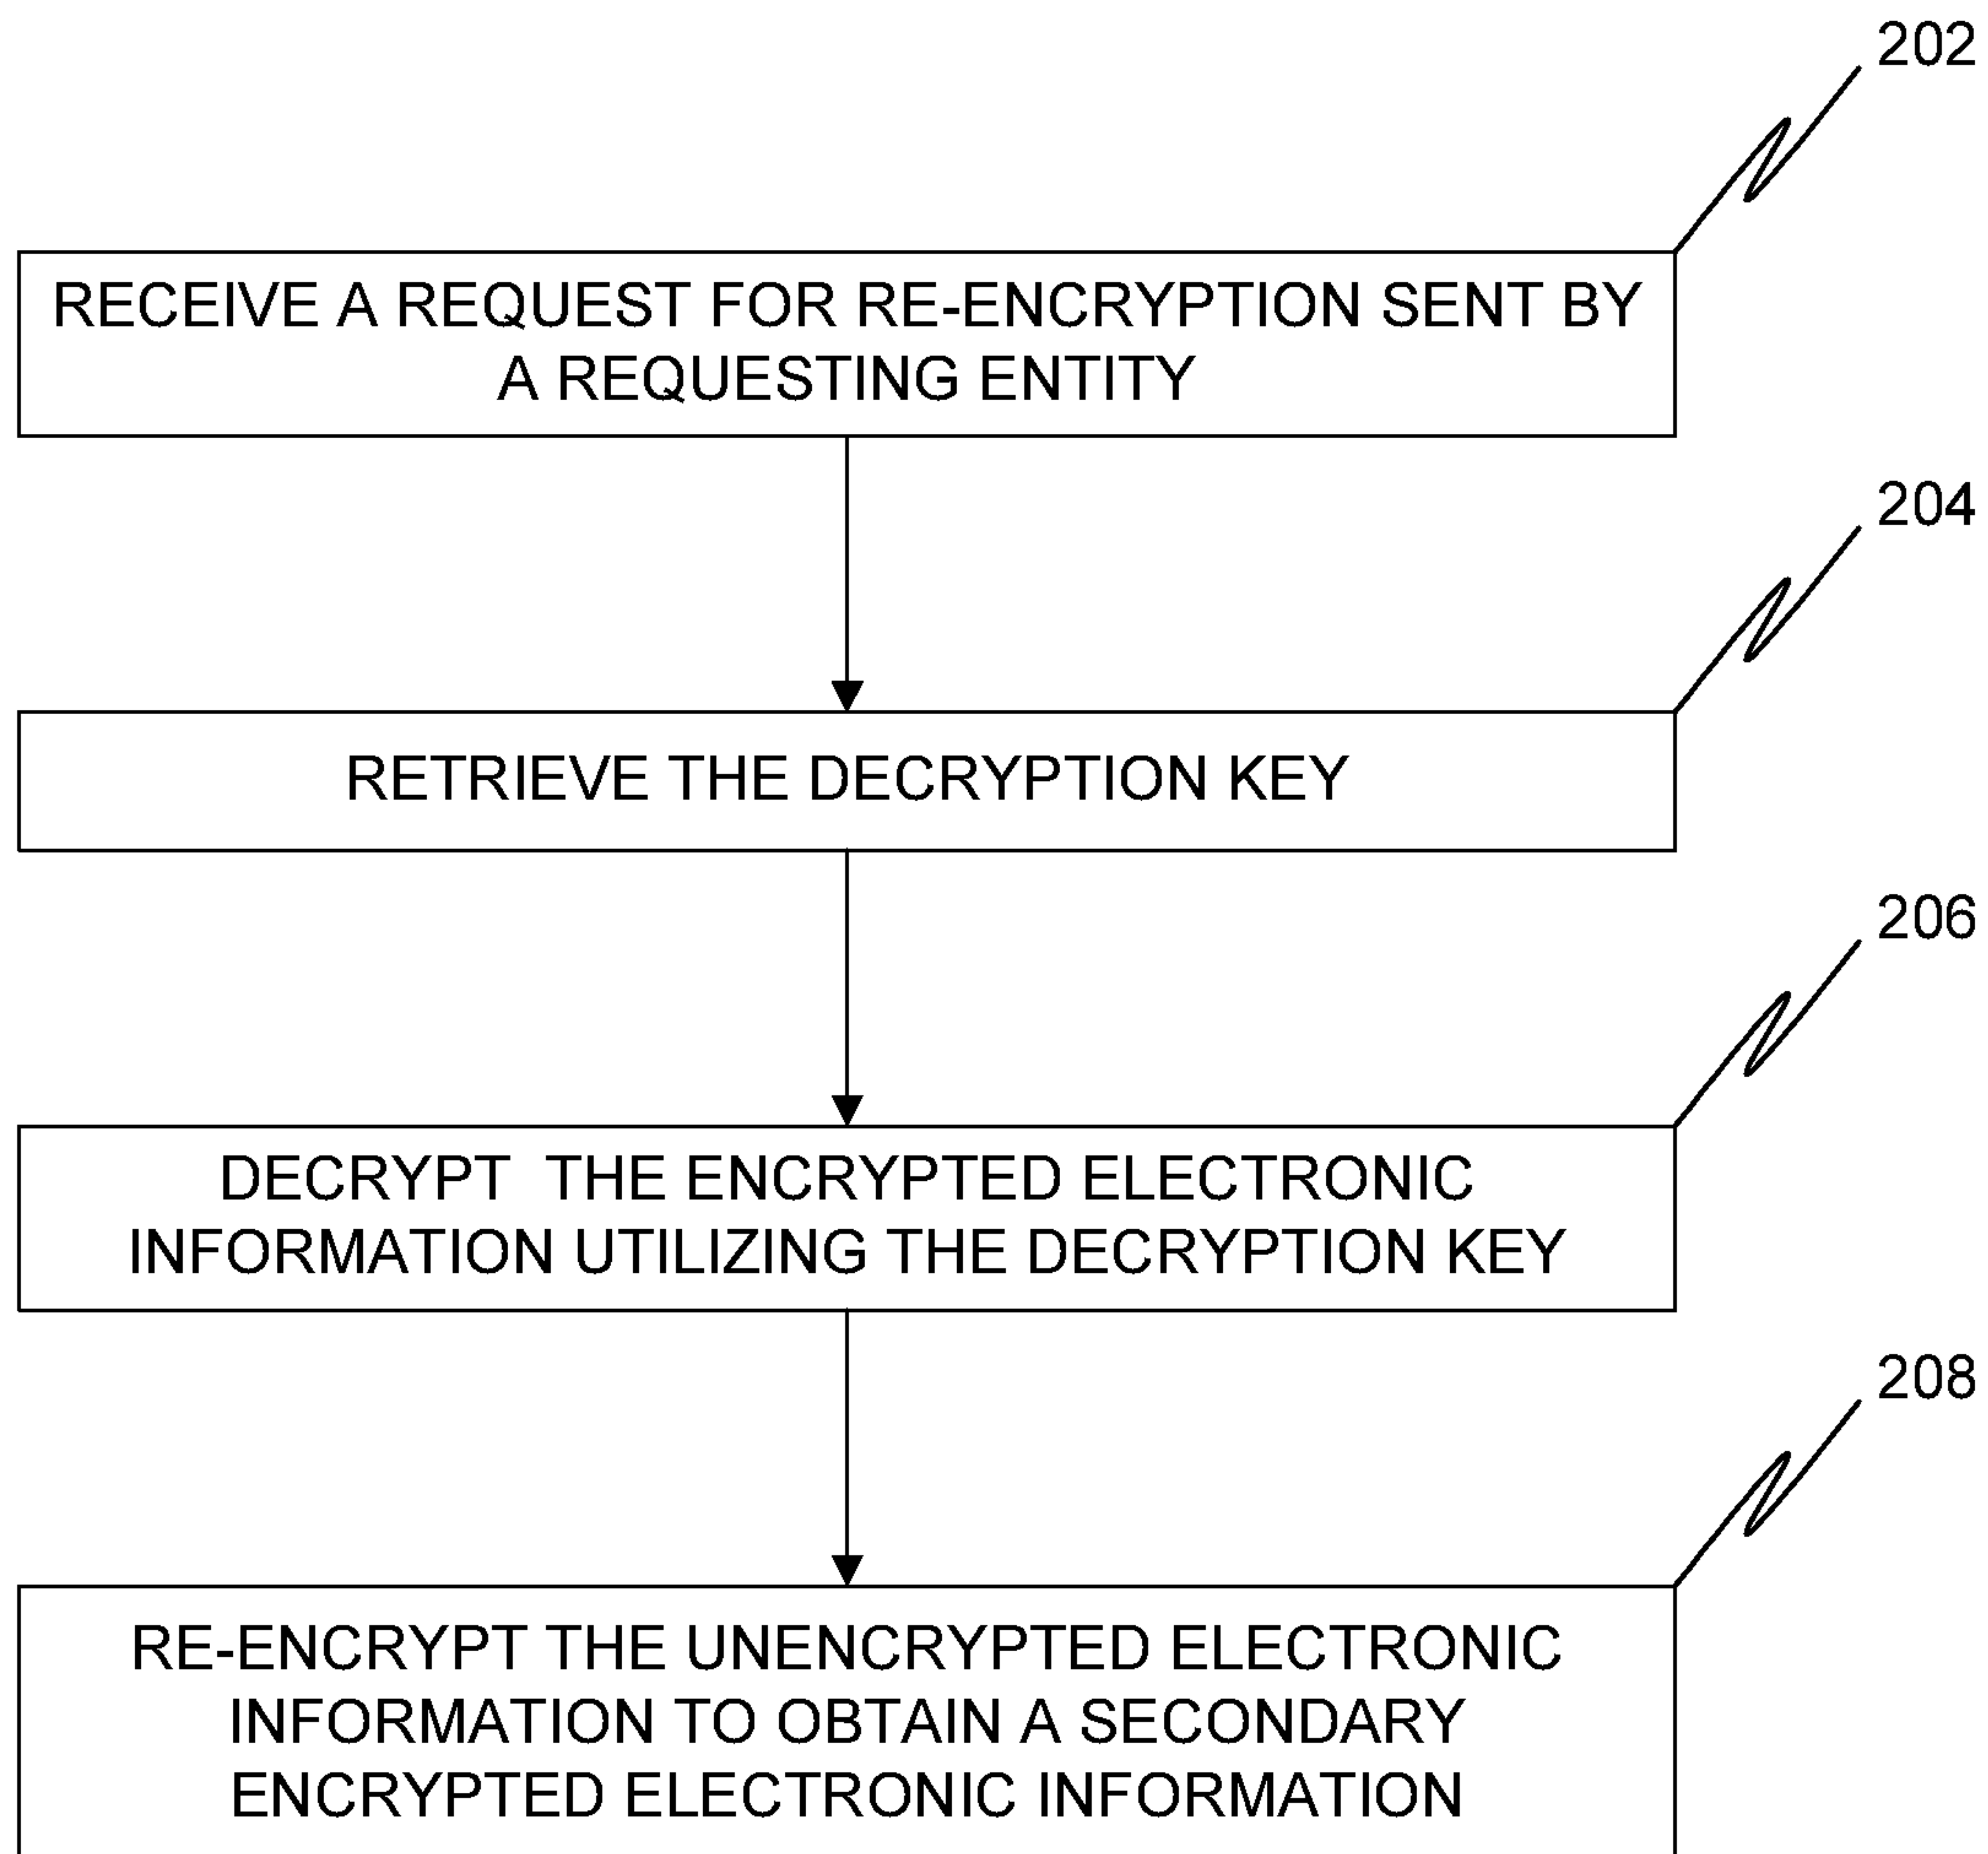 202
RECEIVE A REQUEST FOR RE-ENCRYPTION SENT BY
A REQUESTING ENTITY
204
RETRIEVE THE DECRYPTION KEY
206
DECRYPT THE ENCRYPTED ELECTRONIC
INFORMATION UTILIZING THE DECRYPTION KEY
208
RE-ENCRYPT THE UNENCRYPTED ELECTRONIC
INFORMATION TO OBTAIN A SECONDARY
ENCRYPTED ELECTRONIC INFORMATION